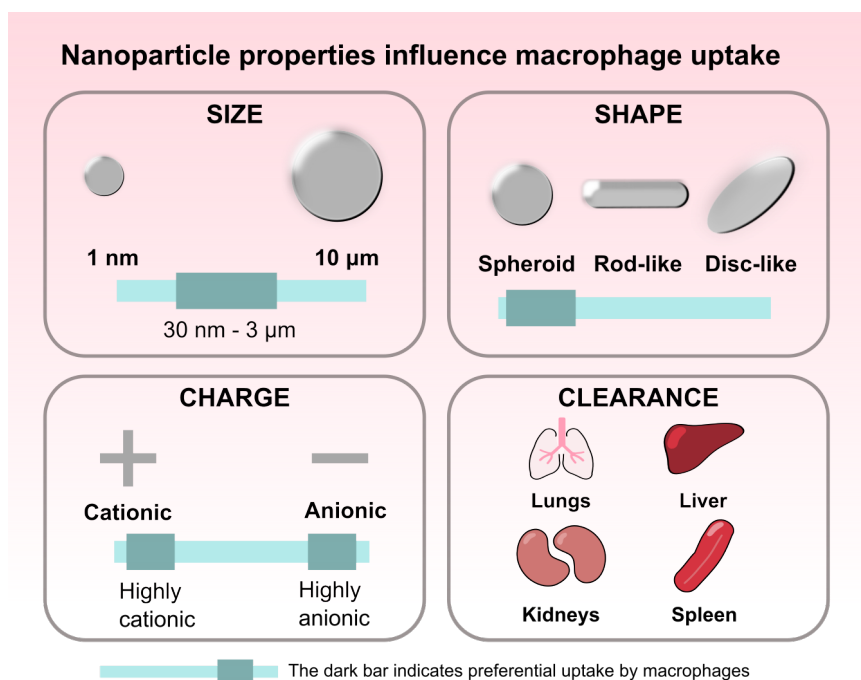 Nanoparticle properties influence macrophage uptake
SIZE
1 nm
10 µm
30 nm - 3 µm
SHAPE
Spheroid
Rod-like
Disc-like
CHARGE
Cationic
Anionic
Highly
cationic
Highly
anionic
CLEARANCE
Lungs
Liver
Kidneys
Spleen
The dark bar indicates preferential uptake by macrophages